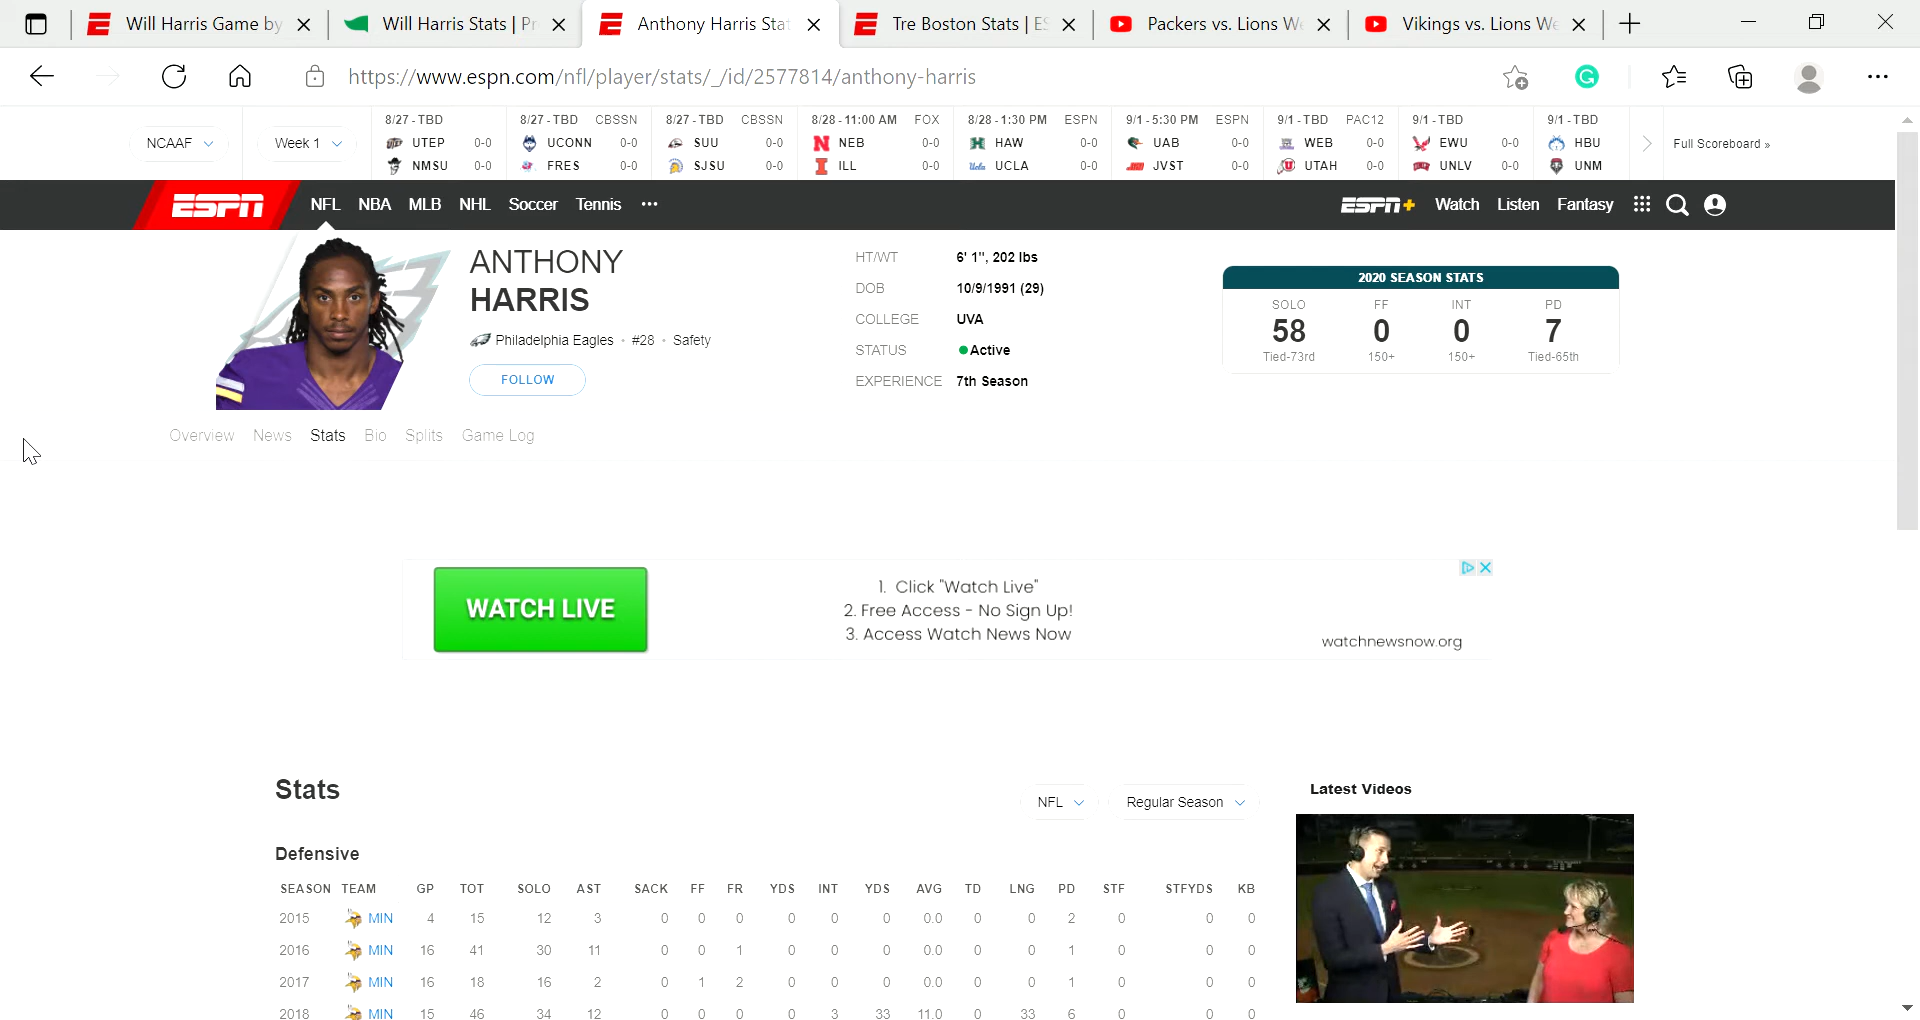 Will Harris Game by
Will Harris Stats | Pr
Anthony Harris Stat
Tre Boston Stats | ES
Packers vs. Lions We
Vikings vs. Lions We
https://www.espn.com/nfl/player/stats/_/id/2577814/anthony-harris
NCAAF
Week 1
8/27 - TBD
UTEP 0-0
NMSU 0-0
8/27 - TBD CBSSN
UCONN 0-0
FRES 0-0
8/27 - TBD CBSSN
SUU 0-0
SJSU 0-0
8/28 - 11:00 AM FOX
NEB 0-0
ILL 0-0
8/28 - 1:30 PM ESPN
HAW 0-0
UCLA 0-0
9/1 - 5:30 PM ESPN
UAB 0-0
JVST 0-0
9/1 - TBD PAC12
WEB 0-0
UTAH 0-0
9/1 - TBD
EWU 0-0
UNLV 0-0
9/1 - TBD
HBU
UNM
Full Scoreboard »
ESPN NFL NBA MLB NHL Soccer Tennis ••• ESPN+ Watch Listen Fantasy
ANTHONY
HARRIS
Philadelphia Eagles • #28 • Safety
FOLLOW
HT/WT 6' 1", 202 lbs
DOB 10/9/1991 (29)
COLLEGE UVA
STATUS Active
EXPERIENCE 7th Season
2020 SEASON STATS
SOLO FF INT PD
58 0 0 7
Tied-73rd 150+ 150+ Tied-65th
Overview News Stats Bio Splits Game Log
WATCH LIVE
1. Click "Watch Live"
2. Free Access - No Sign Up!
3. Access Watch News Now
watchnewsnow.org
Stats
NFL Regular Season
Latest Videos
Defensive
SEASON TEAM GP TOT SOLO AST SACK FF FR YDS INT YDS AVG TD LNG PD STF STFYDS KB
2015 MIN 4 15 12 3 0 0 0 0 0 0 0.0 0 0 2 0 0 0
2016 MIN 16 41 30 11 0 0 1 0 0 0 0.0 0 0 1 0 0 0
2017 MIN 16 18 16 2 0 1 2 0 0 0 0.0 0 0 1 0 0 0
2018 MIN 15 46 34 12 0 0 0 0 3 33 11.0 0 33 6 0 0 0